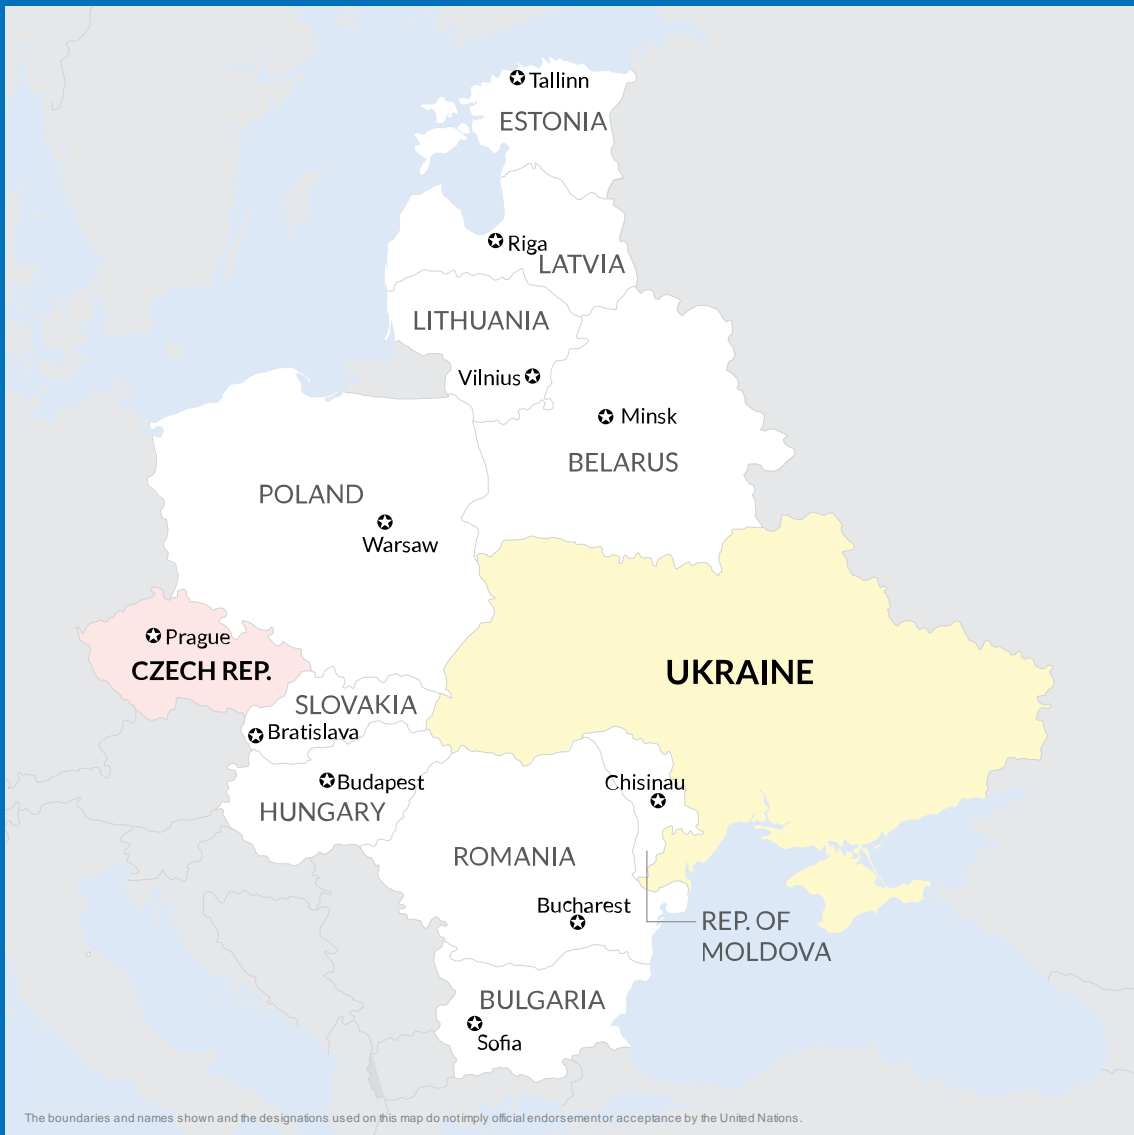 Tallinn
ESTONIA
Riga
LATVIA
LITHUANIA
Vilnius
Minsk
BELARUS
POLAND
Warsaw
Prague
CZECH REP.
UKRAINE
SLOVAKIA
Bratislava
Budapest
HUNGARY
Chisinau
ROMANIA
Bucharest
REP. OF
MOLDOVA
BULGARIA
Sofia
The boundaries and names shown and the designations used on this map do not imply official endorsement or acceptance by the United Nations.